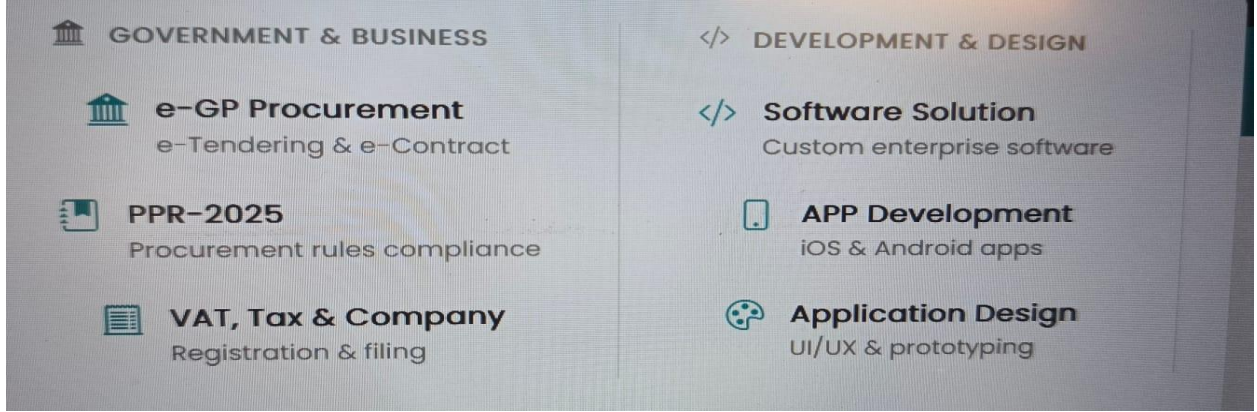 GOVERNMENT & BUSINESS
e-GP Procurement
e-Tendering & e-Contract
PPR-2025
Procurement rules compliance
VAT, Tax & Company
Registration & filing
</> DEVELOPMENT & DESIGN
</> Software Solution
Custom enterprise software
APP Development
iOS & Android apps
Application Design
UI/UX & prototyping